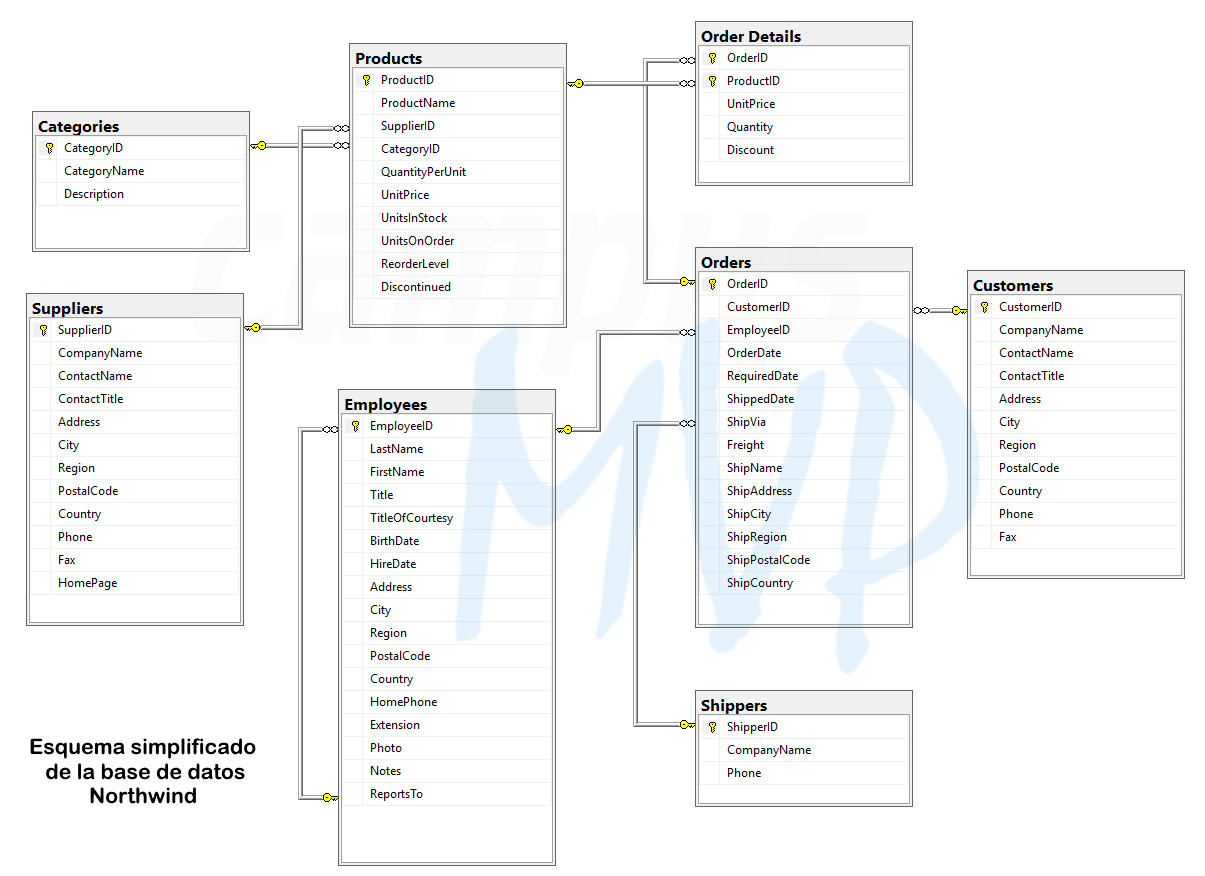 Categories
CategoryID
CategoryName
Description
Suppliers
SupplierID
CompanyName
ContactName
ContactTitle
Address
City
Region
PostalCode
Country
Phone
Fax
HomePage
Products
ProductID
ProductName
SupplierID
CategoryID
QuantityPerUnit
UnitPrice
UnitsInStock
UnitsOnOrder
ReorderLevel
Discontinued
Employees
EmployeeID
LastName
FirstName
Title
TitleOfCourtesy
BirthDate
HireDate
Address
City
Region
PostalCode
Country
HomePhone
Extension
Photo
Notes
ReportsTo
Order Details
OrderID
ProductID
UnitPrice
Quantity
Discount
Orders
OrderID
CustomerID
EmployeeID
OrderDate
RequiredDate
ShippedDate
ShipVia
Freight
ShipName
ShipAddress
ShipCity
ShipRegion
ShipPostalCode
ShipCountry
Customers
CustomerID
CompanyName
ContactName
ContactTitle
Address
City
Region
PostalCode
Country
Phone
Fax
Shippers
ShipperID
CompanyName
Phone
Esquema simplificado
de la base de datos
Northwind
campus
MVP